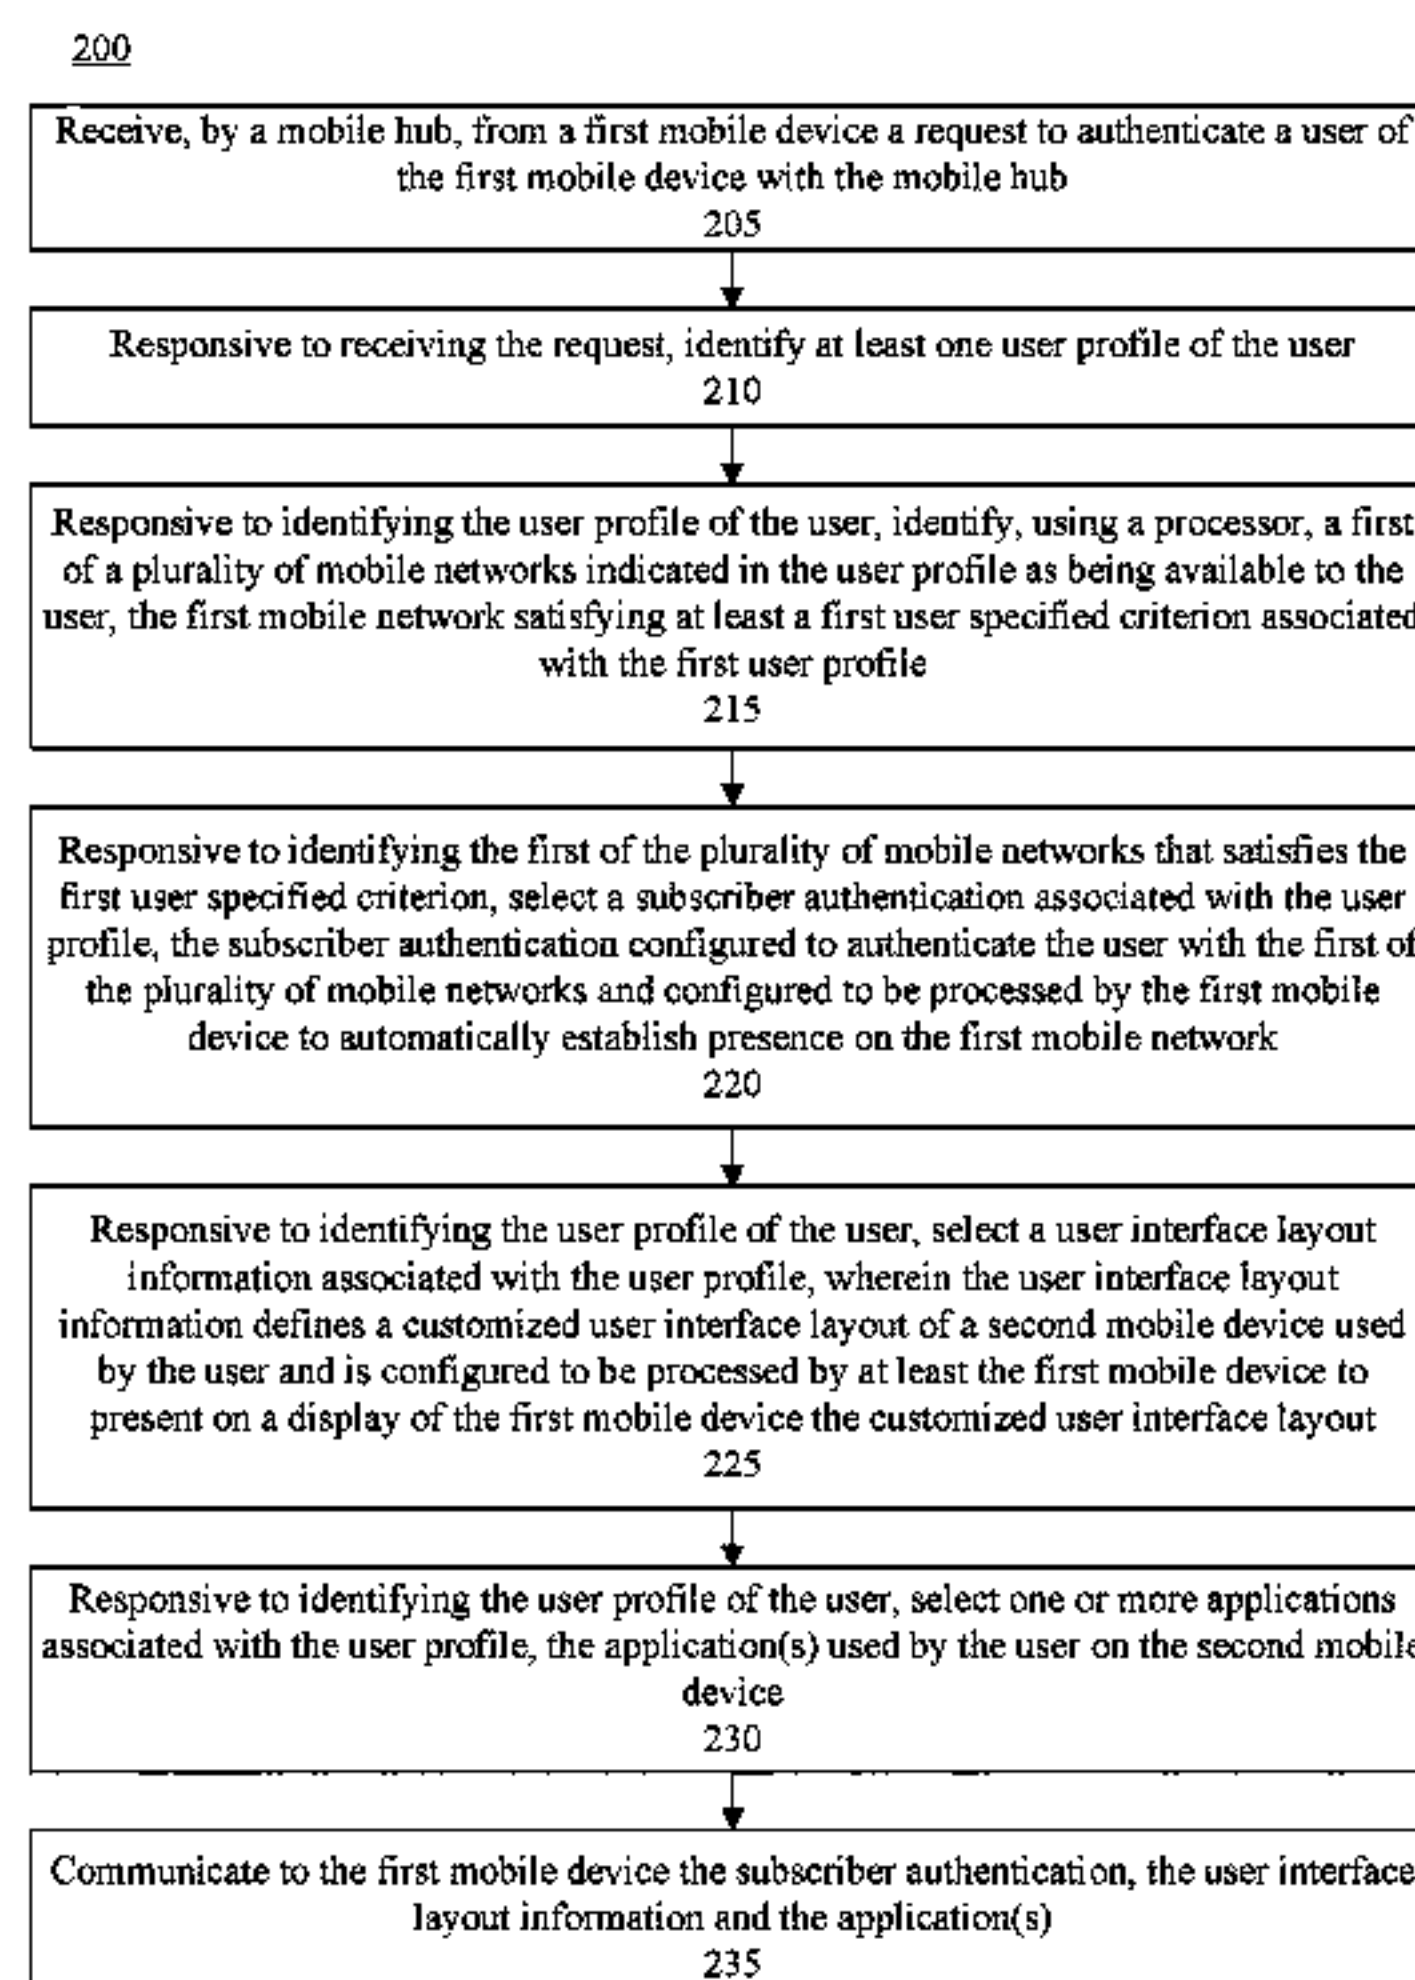 200
Receive, by a mobile hub, from a first mobile device a request to authenticate a user of
the first mobile device with the mobile hub
205
Responsive to receiving the request, identify at least one user profile of the user
210
Responsive to identifying the user profile of the user, identify, using a processor, a first
of a plurality of mobile networks indicated in the user profile as being available to the
user, the first mobile network satisfying at least a first user specified criterion associated
with the first user profile
215
Responsive to identifying the first of the plurality of mobile networks that satisfies the
first user specified criterion, select a subscriber authentication associated with the user
profile, the subscriber authentication configured to authenticate the user with the first of
the plurality of mobile networks and configured to be processed by the first mobile
device to automatically establish presence on the first mobile network
220
Responsive to identifying the user profile of the user, select a user interface layout
information associated with the user profile, wherein the user interface layout
information defines a customized user interface layout of a second mobile device used
by the user and is configured to be processed by at least the first mobile device to
present on a display of the first mobile device the customized user interface layout
225
Responsive to identifying the user profile of the user, select one or more applications
associated with the user profile, the application(s) used by the user on the second mobile
device
230
Communicate to the first mobile device the subscriber authentication, the user interface
layout information and the application(s)
235